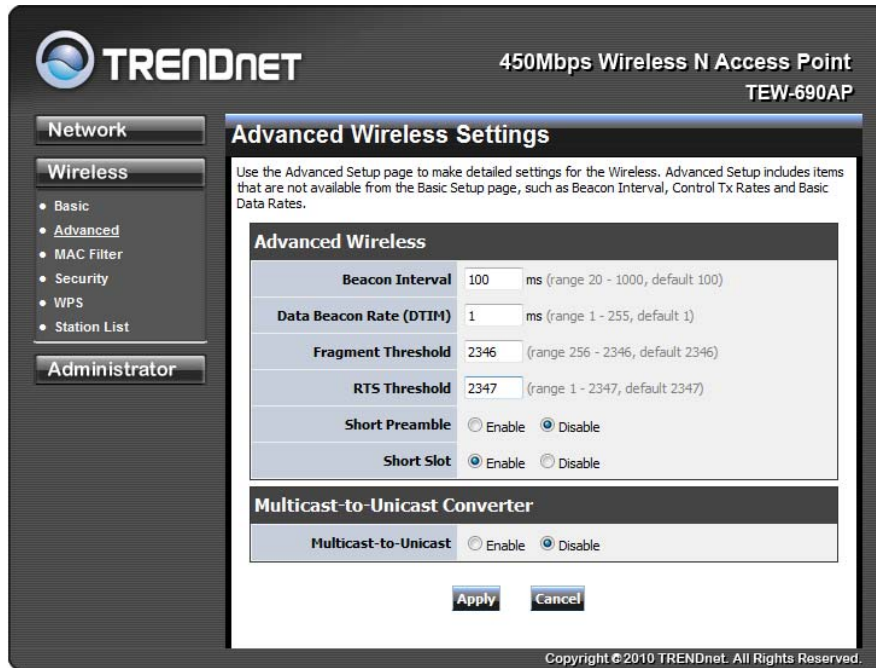 TRENDNET
450Mbps Wireless N Access Point
TEW-690AP
Network
Wireless
Basic
Advanced
MAC Filter
Security
WPS
Station List
Administrator
Advanced Wireless Settings
Use the Advanced Setup page to make detailed settings for the Wireless. Advanced Setup includes items
that are not available from the Basic Setup page, such as Beacon Interval, Control Tx Rates and Basic
Data Rates.
Advanced Wireless
Beacon Interval 100 ms (range 20 - 1000, default 100)
Data Beacon Rate (DTIM) 1 ms (range 1 - 255, default 1)
Fragment Threshold 2346 (range 256 - 2346, default 2346)
RTS Threshold 2347 (range 1 - 2347, default 2347)
Short Preamble Enable Disable
Short Slot Enable Disable
Multicast-to-Unicast Converter
Multicast-to-Unicast Enable Disable
Apply Cancel
Copyright © 2010 TRENDnet. All Rights Reserved.